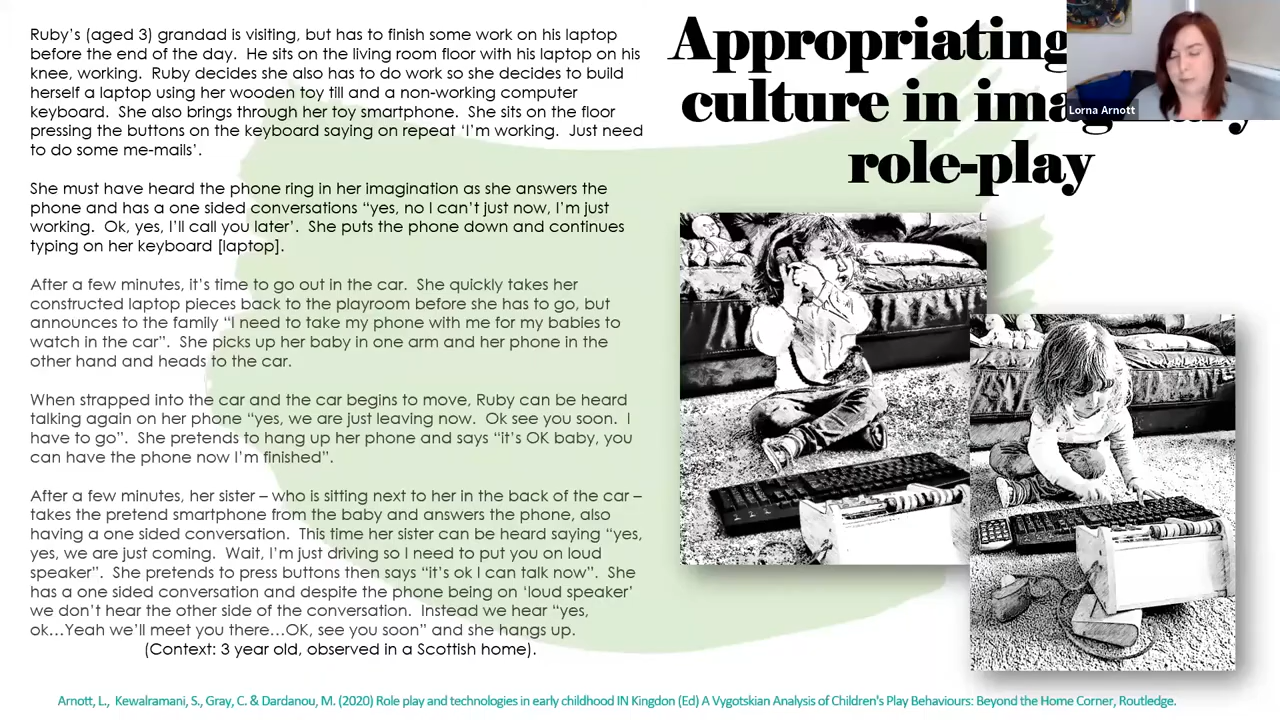 Ruby's (aged 3) grandad is visiting, but has to finish some work on his laptop
before the end of the day.  He sits on the living room floor with his laptop on his
knee, working.  Ruby decides she also has to do work so she decides to build
herself a laptop using her wooden toy till and a non-working computer
keyboard.  She also brings through her toy smartphone.  She sits on the floor
pressing the buttons on the keyboard saying on repeat 'I'm working.  Just need
to do some me-mails'.
She must have heard the phone ring in her imagination as she answers the
phone and has a one sided conversations "yes, no I can't just now, I'm just
working.  Ok, yes, I'll call you later'.  She puts the phone down and continues
typing on her keyboard [laptop].
After a few minutes, it's time to go out in the car.  She quickly takes her
constructed laptop pieces back to the playroom before she has to go, but
announces to the family "I need to take my phone with me for my babies to
watch in the car".  She picks up her baby in one arm and her phone in the
other hand and heads to the car.
When strapped into the car and the car begins to move, Ruby can be heard
talking again on her phone "yes, we are just leaving now.  Ok see you soon.  I
have to go".  She pretends to hang up her phone and says "it's OK baby, you
can have the phone now I'm finished".
After a few minutes, her sister – who is sitting next to her in the back of the car –
takes the pretend smartphone from the baby and answers the phone, also
having a one sided conversation.  This time her sister can be heard saying "yes,
yes, we are just coming.  Wait, I'm just driving so I need to put you on loud
speaker".  She pretends to press buttons then says "it's ok I can talk now".  She
has a one sided conversation and despite the phone being on 'loud speaker'
we don't hear the other side of the conversation.  Instead we hear "yes,
ok…Yeah we'll meet you there…OK, see you soon" and she hangs up.
(Context: 3 year old, observed in a Scottish home).
Appropriating
culture in
role-play
Lorna Arnott
Arnott, L.,  Kewalramani, S., Gray, C. & Dardanou, M. (2020) Role play and technologies in early childhood IN Kingdon (Ed) A Vygotskian Analysis of Children's Play Behaviours: Beyond the Home Corner, Routledge.